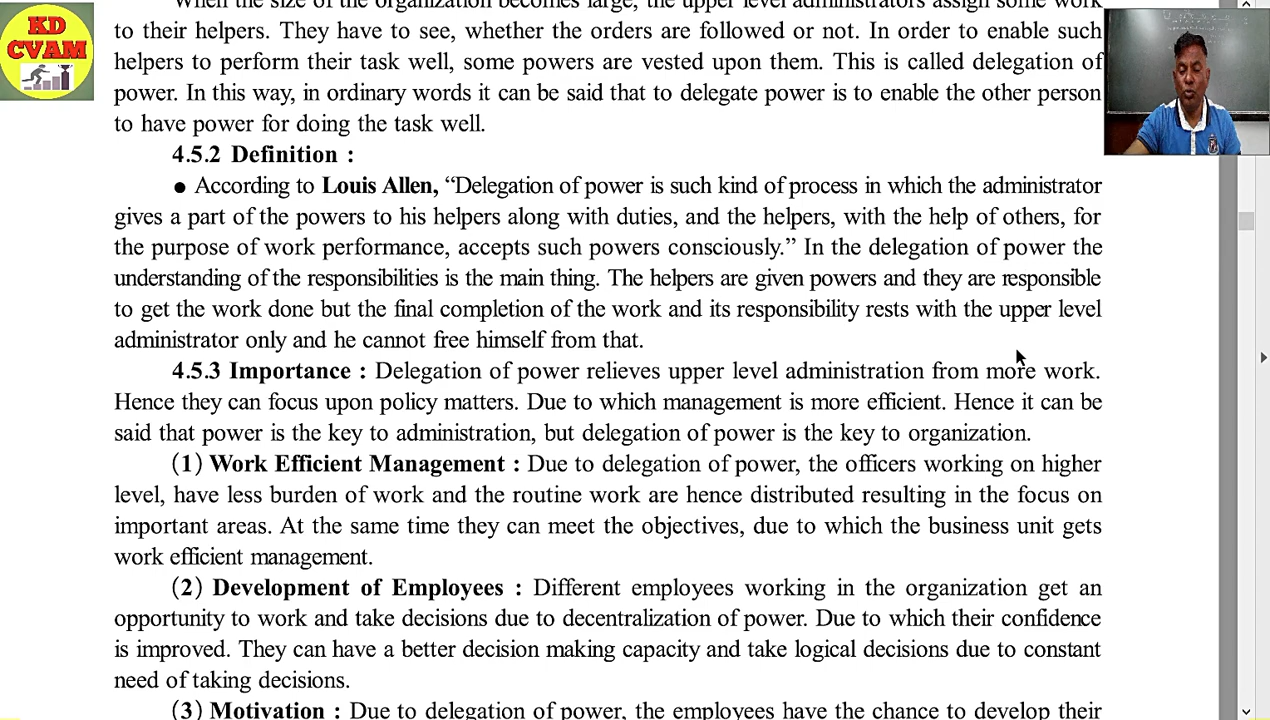 KD
CVAM
When the size of the organization becomes large, the upper level administrators assign some work
to their helpers. They have to see, whether the orders are followed or not. In order to enable such
helpers to perform their task well, some powers are vested upon them. This is called delegation of
power. In this way, in ordinary words it can be said that to delegate power is to enable the other person
to have power for doing the task well.
4.5.2 Definition :
● According to Louis Allen, “Delegation of power is such kind of process in which the administrator
gives a part of the powers to his helpers along with duties, and the helpers, with the help of others, for
the purpose of work performance, accepts such powers consciously.” In the delegation of power the
understanding of the responsibilities is the main thing. The helpers are given powers and they are responsible
to get the work done but the final completion of the work and its responsibility rests with the upper level
administrator only and he cannot free himself from that.
4.5.3 Importance : Delegation of power relieves upper level administration from more work.
Hence they can focus upon policy matters. Due to which management is more efficient. Hence it can be
said that power is the key to administration, but delegation of power is the key to organization.
(1) Work Efficient Management : Due to delegation of power, the officers working on higher
level, have less burden of work and the routine work are hence distributed resulting in the focus on
important areas. At the same time they can meet the objectives, due to which the business unit gets
work efficient management.
(2) Development of Employees : Different employees working in the organization get an
opportunity to work and take decisions due to decentralization of power. Due to which their confidence
is improved. They can have a better decision making capacity and take logical decisions due to constant
need of taking decisions.
(3) Motivation : Due to delegation of power, the employees have the chance to develop their